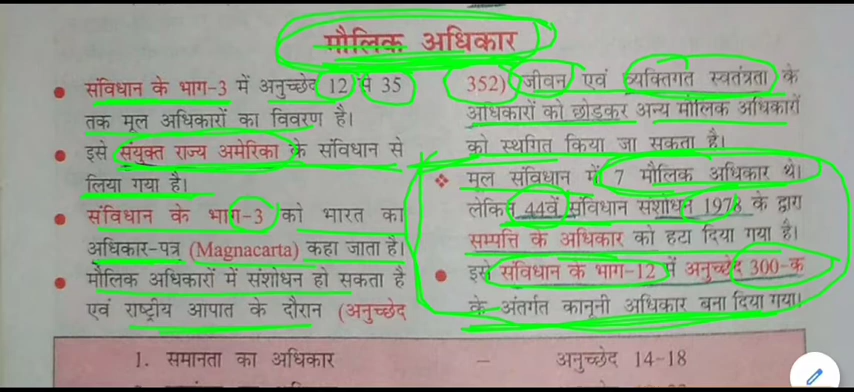 मौलिक अधिकार
● संविधान के भाग-3 में अनुच्छेद 12 से 35
तक मूल अधिकारों का विवरण है।
● इसे संयुक्त राज्य अमेरिका के संविधान से
लिया गया है।
● संविधान के भाग-3 को भारत का
अधिकार-पत्र (Magnacarta) कहा जाता है।
● मौलिक अधिकारों में संशोधन हो सकता है
एवं राष्ट्रीय आपात के दौरान (अनुच्छेद
352) जीवन एवं व्यक्तिगत स्वतंत्रता के
अधिकारों को छोड़कर अन्य मौलिक अधिकारों
को स्थगित किया जा सकता है।
❖ मूल संविधान में 7 मौलिक अधिकार थे।
लेकिन 44वें संविधान संशोधन 1978 के द्वारा
सम्पत्ति के अधिकार को हटा दिया गया है।
● इसे संविधान के भाग-12 में अनुच्छेद 300-क
के अंतर्गत कानूनी अधिकार बना दिया गया।
1. समानता का अधिकार – अनुच्छेद 14-18